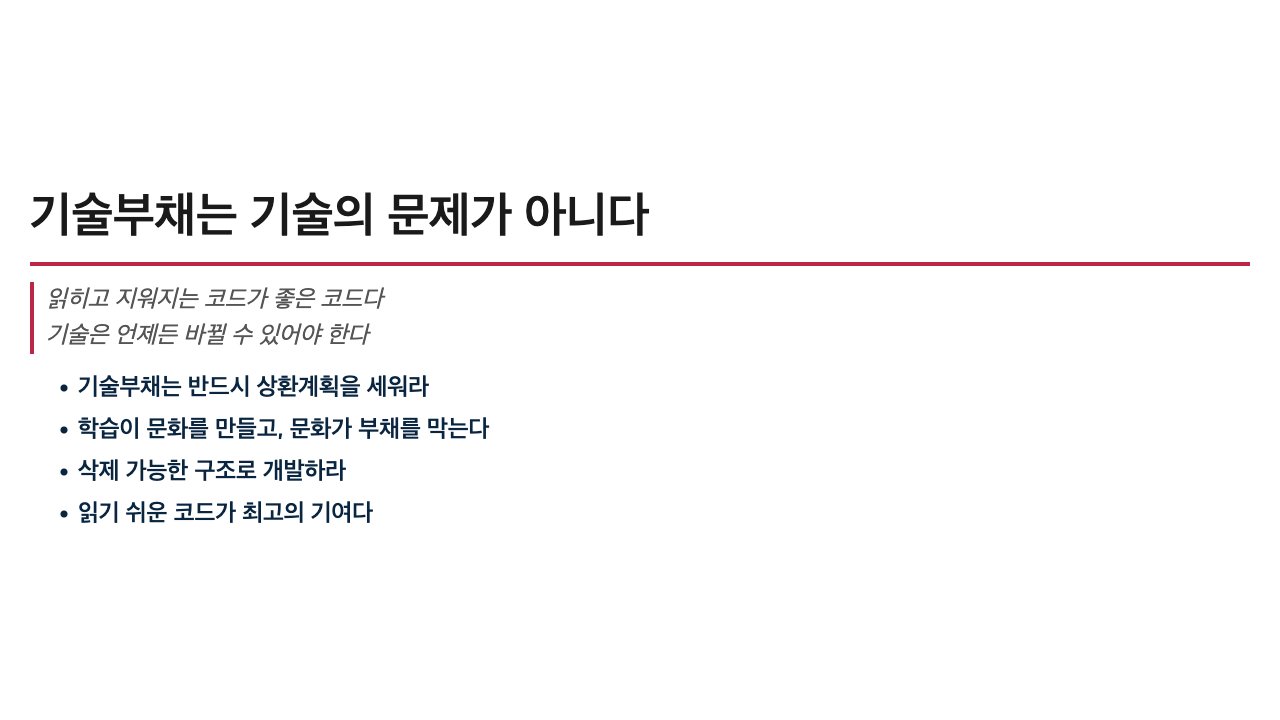 기술부채는 기술의 문제가 아니다
읽히고 지워지는 코드가 좋은 코드다
기술은 언제든 바뀔 수 있어야 한다
• 기술부채는 반드시 상환계획을 세워라
• 학습이 문화를 만들고, 문화가 부채를 막는다
• 삭제 가능한 구조로 개발하라
• 읽기 쉬운 코드가 최고의 기여다